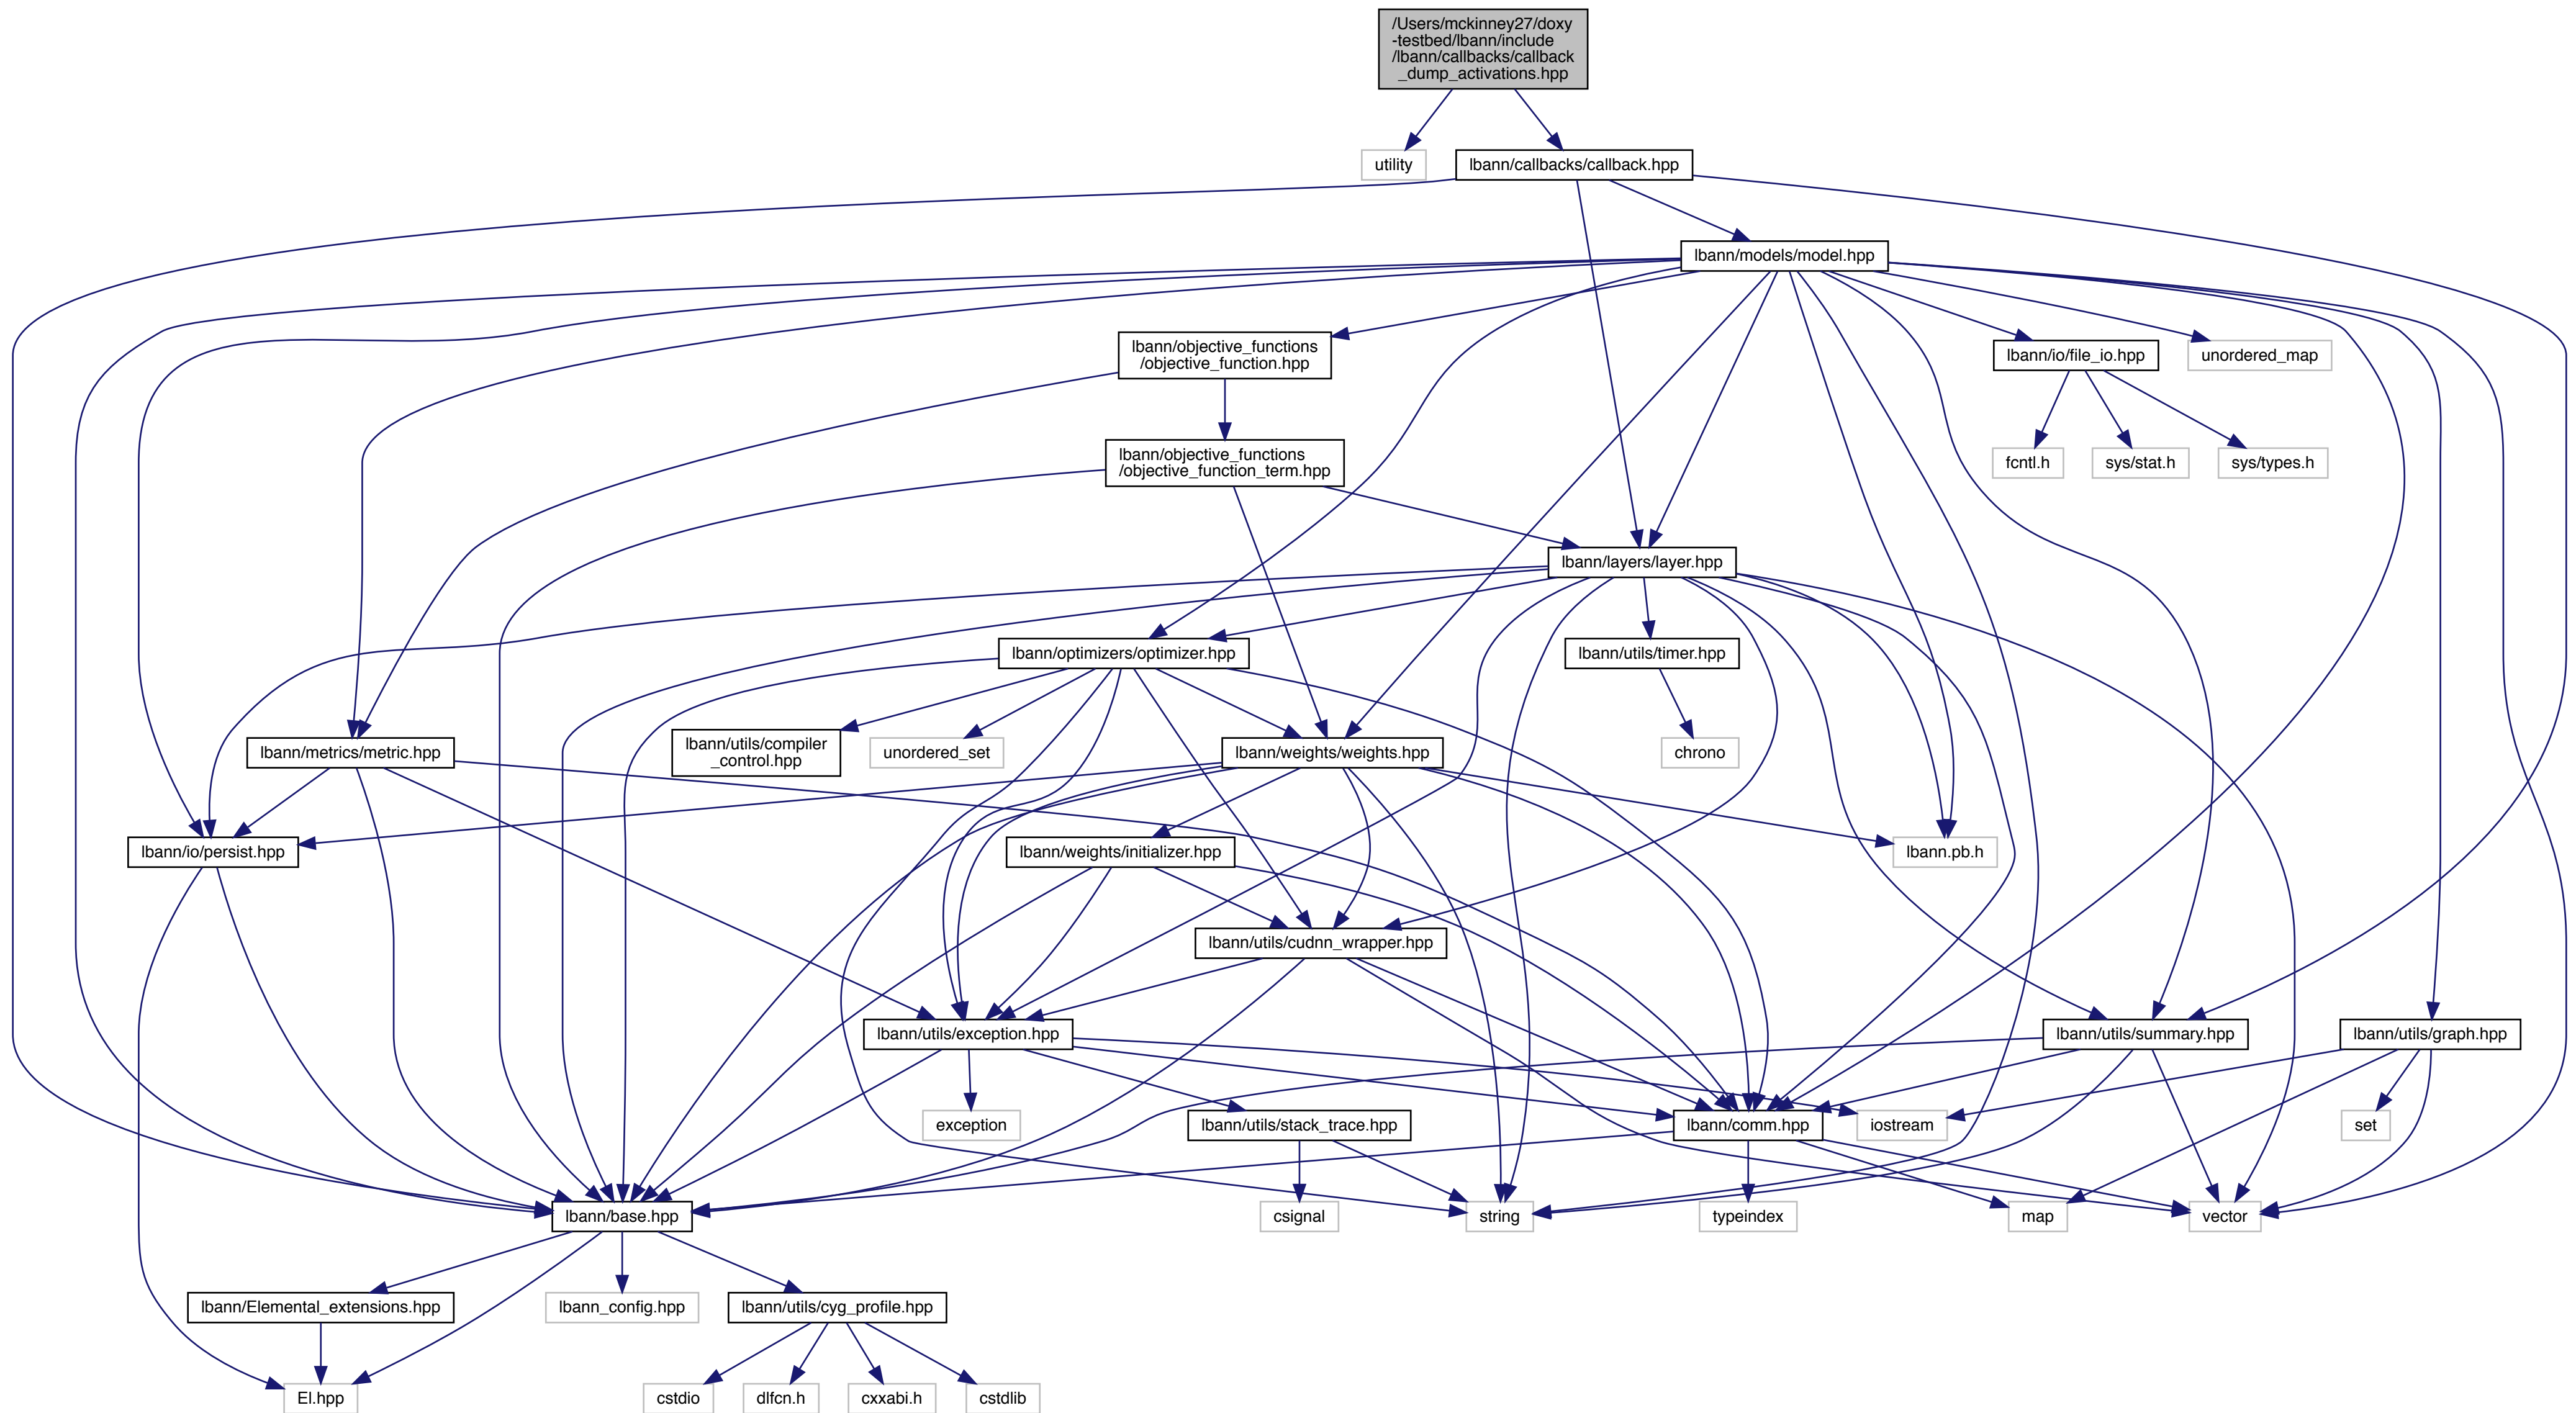 /Users/mckinney27/doxy
-testbed/lbann/include
/lbann/callbacks/callback
_dump_activations.hpp
utility
lbann/callbacks/callback.hpp
lbann/models/model.hpp
lbann/objective_functions
/objective_function.hpp
lbann/io/file_io.hpp
unordered_map
lbann/objective_functions
/objective_function_term.hpp
fcntl.h
sys/stat.h
sys/types.h
lbann/layers/layer.hpp
lbann/optimizers/optimizer.hpp
lbann/utils/timer.hpp
lbann/metrics/metric.hpp
lbann/utils/compiler
_control.hpp
unordered_set
lbann/weights/weights.hpp
chrono
lbann/io/persist.hpp
lbann/weights/initializer.hpp
lbann.pb.h
lbann/utils/cudnn_wrapper.hpp
lbann/utils/exception.hpp
lbann/utils/summary.hpp
lbann/utils/graph.hpp
exception
lbann/utils/stack_trace.hpp
lbann/comm.hpp
iostream
set
lbann/base.hpp
csignal
string
typeindex
map
vector
lbann/Elemental_extensions.hpp
lbann_config.hpp
lbann/utils/cyg_profile.hpp
El.hpp
cstdio
dlfcn.h
cxxabi.h
cstdlib